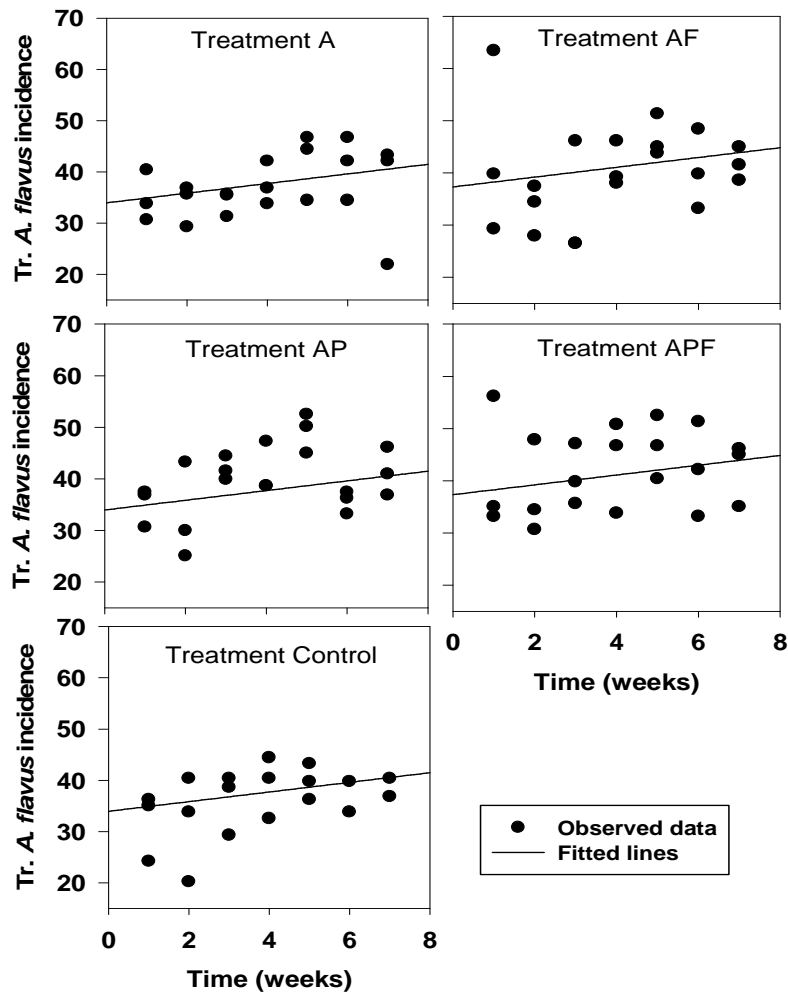 Treatment A
Treatment AF
70
60
50
40
30
20
Tr. A. flavus incidence
Treatment AP
Treatment APF
70
60
50
40
30
20
Tr. A. flavus incidence
0 2 4 6 8
Time (weeks)
Treatment Control
70
60
50
40
30
20
Tr. A. flavus incidence
0 2 4 6 8
Time (weeks)
Observed data
Fitted lines